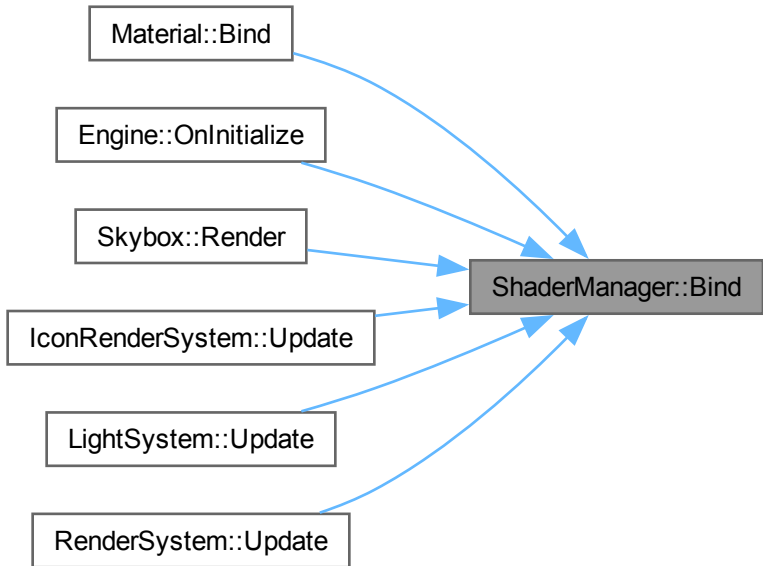 Material::Bind
Engine::OnInitialize
Skybox::Render
ShaderManager::Bind
IconRenderSystem::Update
LightSystem::Update
RenderSystem::Update